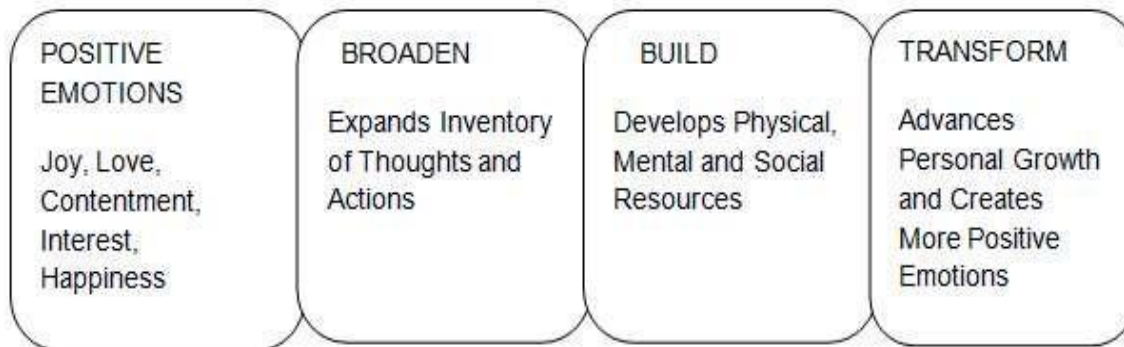 POSITIVE
EMOTIONS
Joy, Love,
Contentment,
Interest,
Happiness
BROADEN
Expands Inventory
of Thoughts and
Actions
BUILD
Develops Physical,
Mental and Social
Resources
TRANSFORM
Advances
Personal Growth
and Creates
More Positive
Emotions